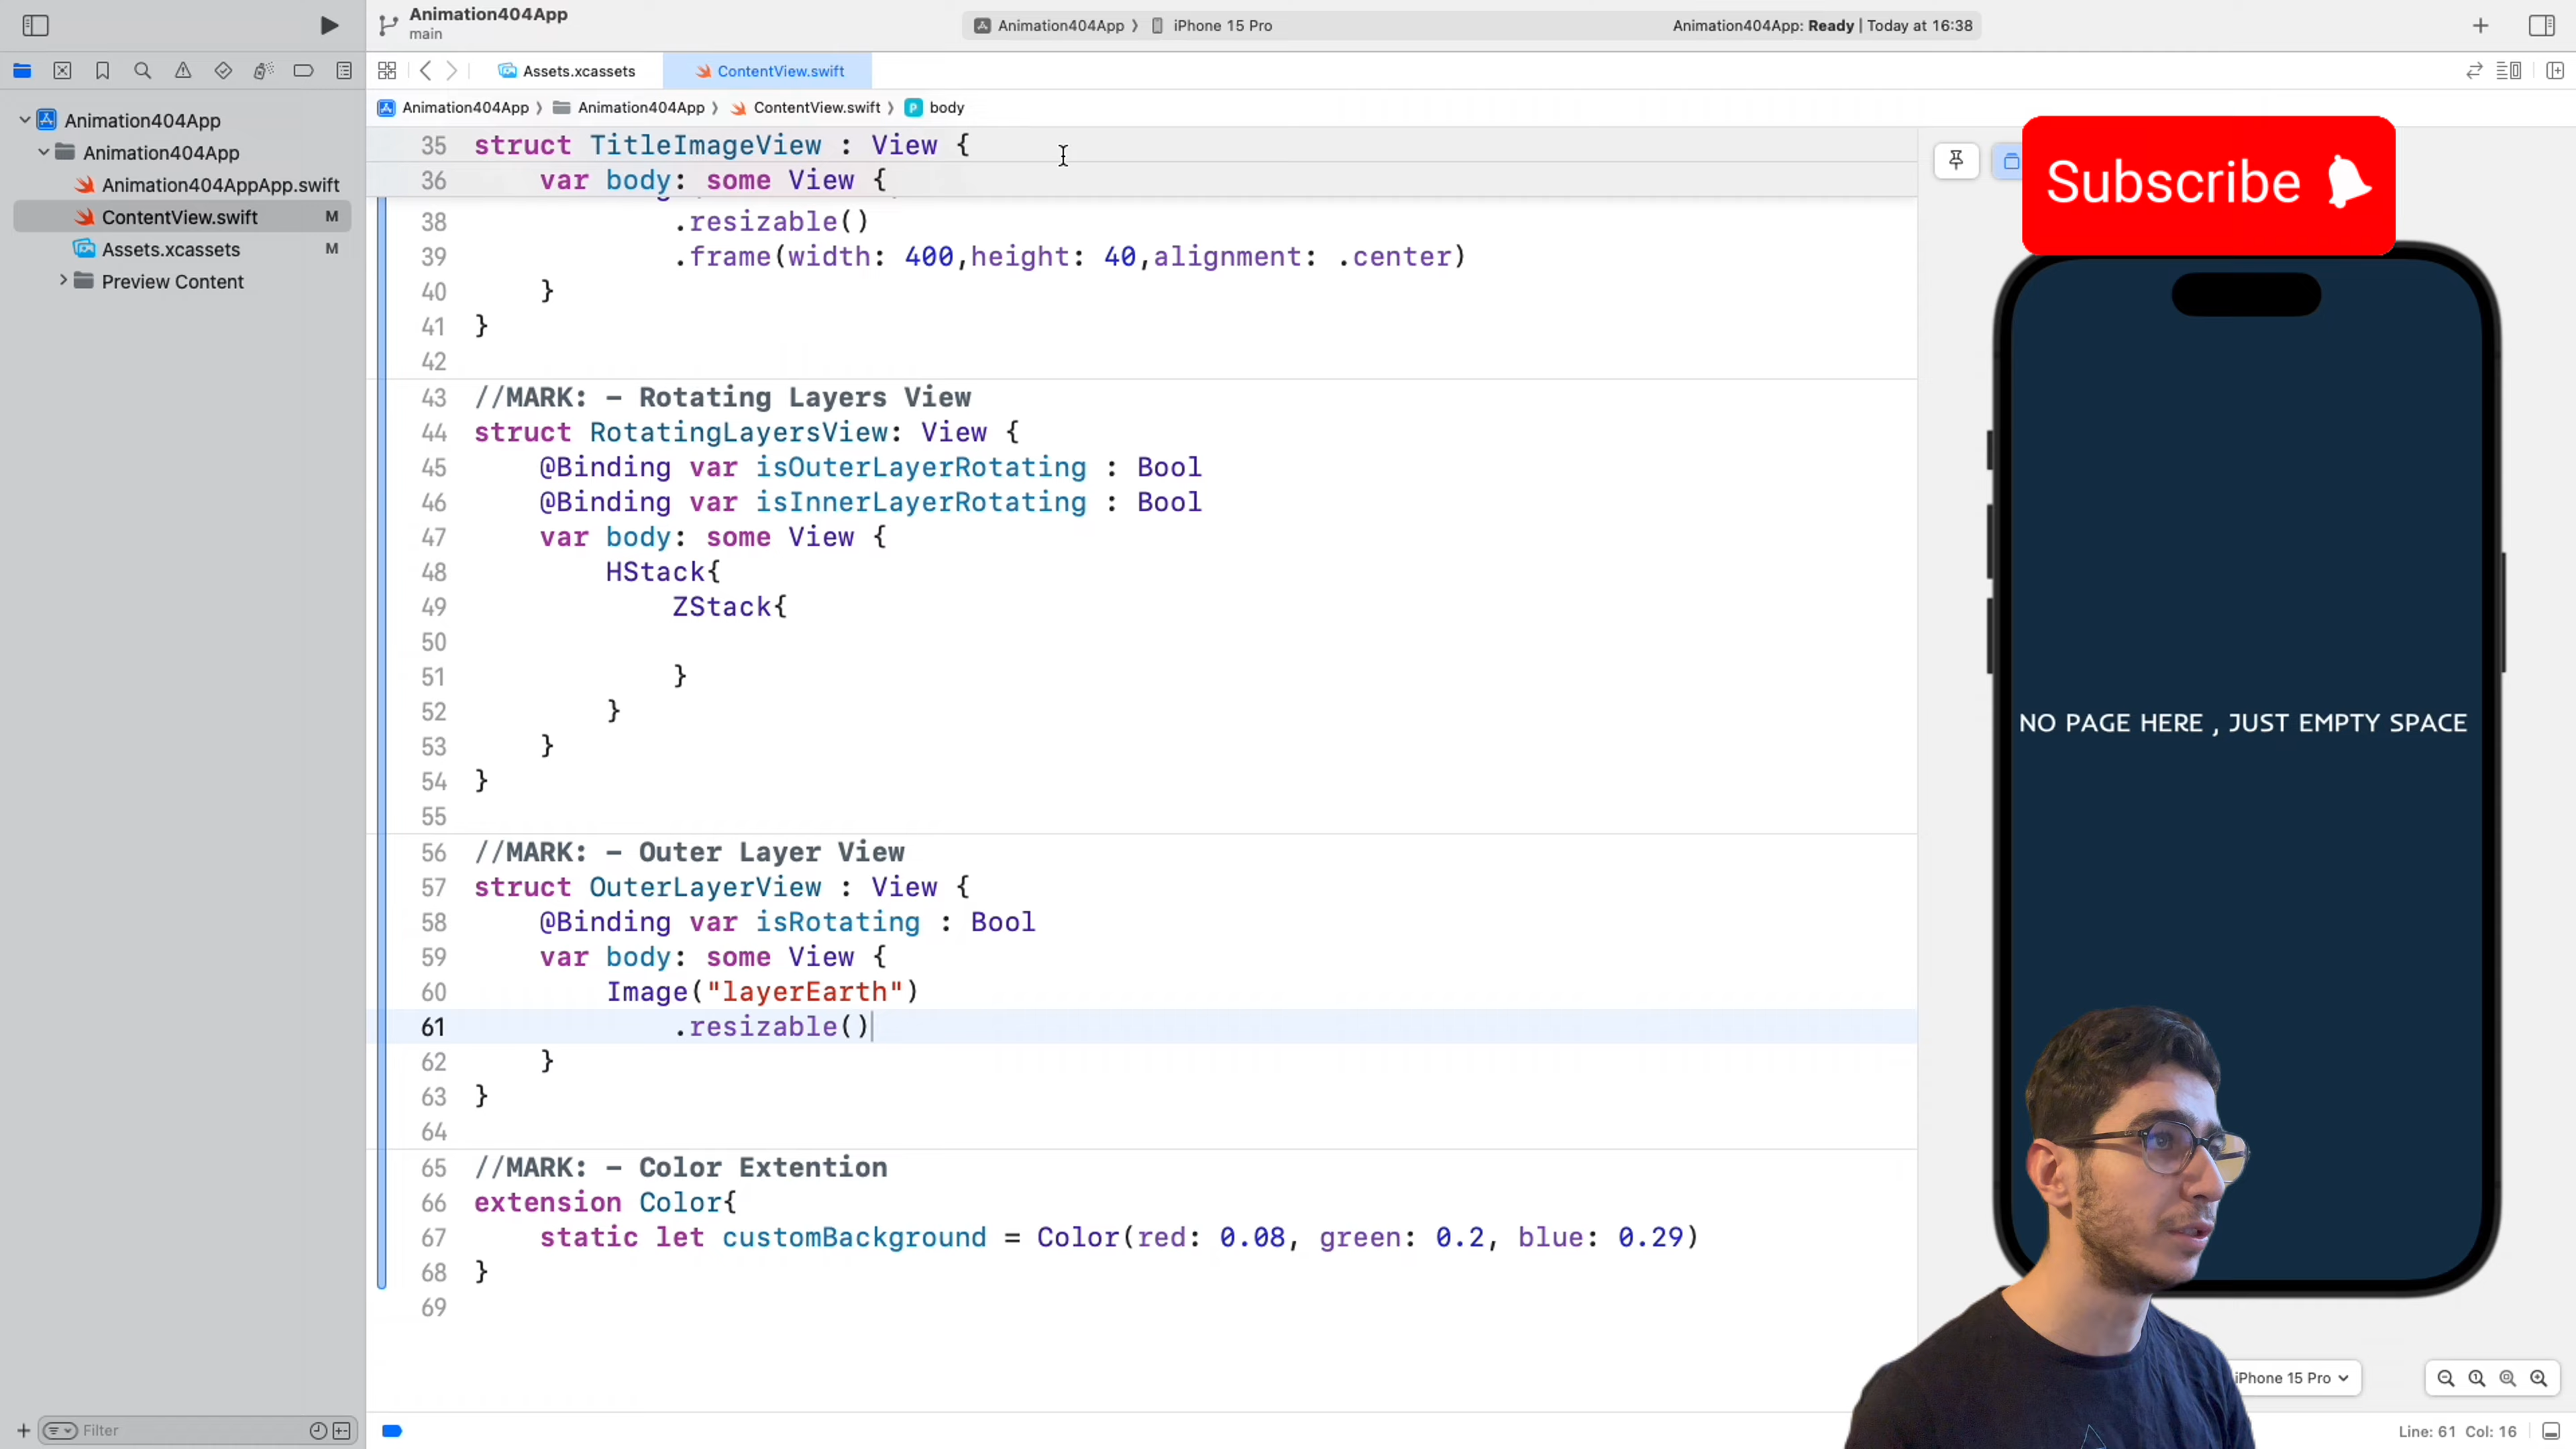 Animation404App
main
Animation404App
iPhone 15 Pro
Animation404App: Ready | Today at 16:38
Assets.xcassets
ContentView.swift
Animation404App
Animation404App
ContentView.swift
body
Animation404App
Animation404App
Animation404AppApp.swift
ContentView.swift M
Assets.xcassets M
Preview Content
35 struct TitleImageView : View {
36 var body: some View {
38 .resizable()
39 .frame(width: 400,height: 40,alignment: .center)
40 }
41 }
42
43 //MARK: - Rotating Layers View
44 struct RotatingLayersView: View {
45 @Binding var isOuterLayerRotating : Bool
46 @Binding var isInnerLayerRotating : Bool
47 var body: some View {
48 HStack{
49 ZStack{
50
51 }
52 }
53 }
54 }
55
56 //MARK: - Outer Layer View
57 struct OuterLayerView : View {
58 @Binding var isRotating : Bool
59 var body: some View {
60 Image("layerEarth")
61 .resizable()
62 }
63 }
64
65 //MARK: - Color Extention
66 extension Color{
67 static let customBackground = Color(red: 0.08, green: 0.2, blue: 0.29)
68 }
69
Subscribe
NO PAGE HERE , JUST EMPTY SPACE
iPhone 15 Pro
Filter
Line: 61 Col: 16